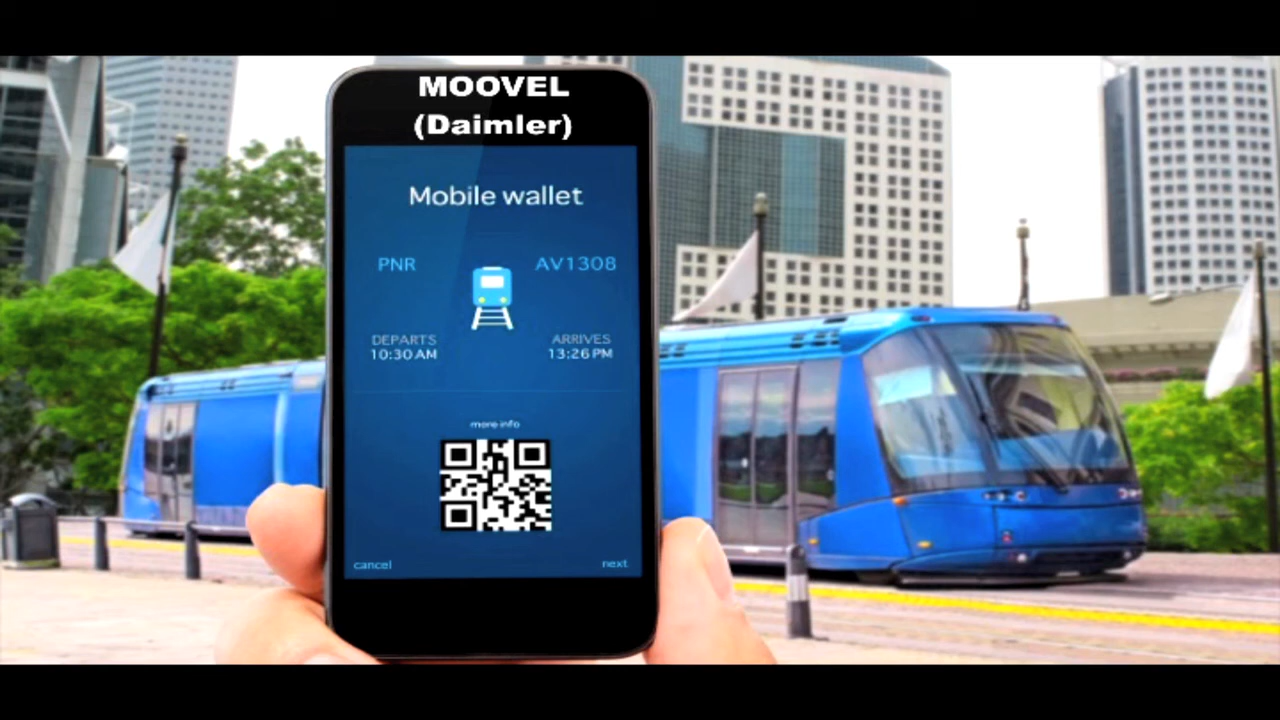 MOOVEL
(Daimler)
Mobile wallet
PNR AV1308
DEPARTS ARRIVES
10:30 AM 13:26 PM
more info
cancel next